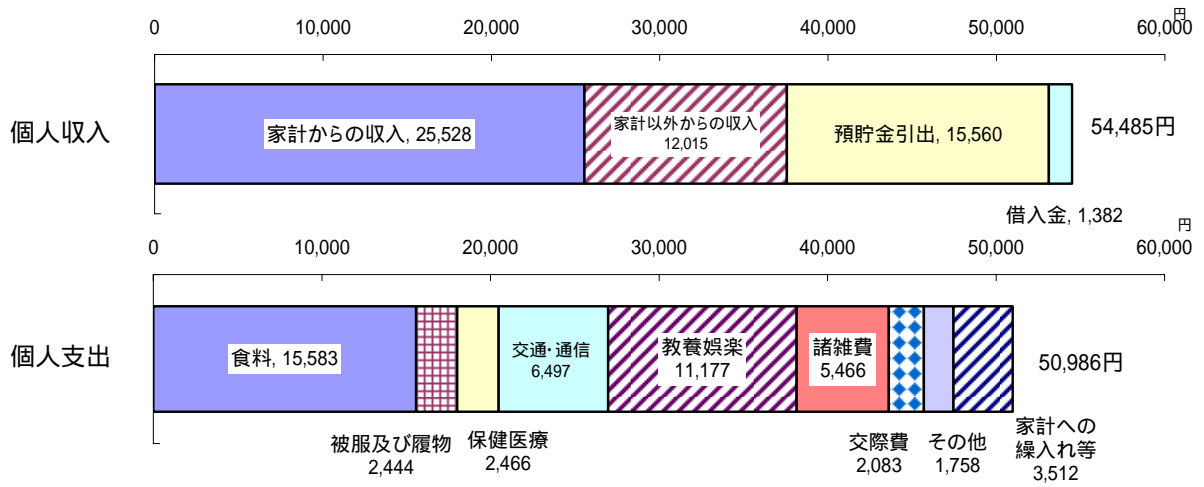 円
0 10,000 20,000 30,000 40,000 50,000 60,000
個人収入
家計からの収入, 25,528
家計以外からの収入
12,015
預貯金引出, 15,560
54,485円
借入金, 1,382
円
0 10,000 20,000 30,000 40,000 50,000 60,000
個人支出
食料, 15,583
交通・通信
6,497
教養娯楽
11,177
諸雑費
5,466
50,986円
被服及び履物
2,444
保健医療
2,466
交際費
2,083
その他
1,758
家計への
繰入れ等
3,512